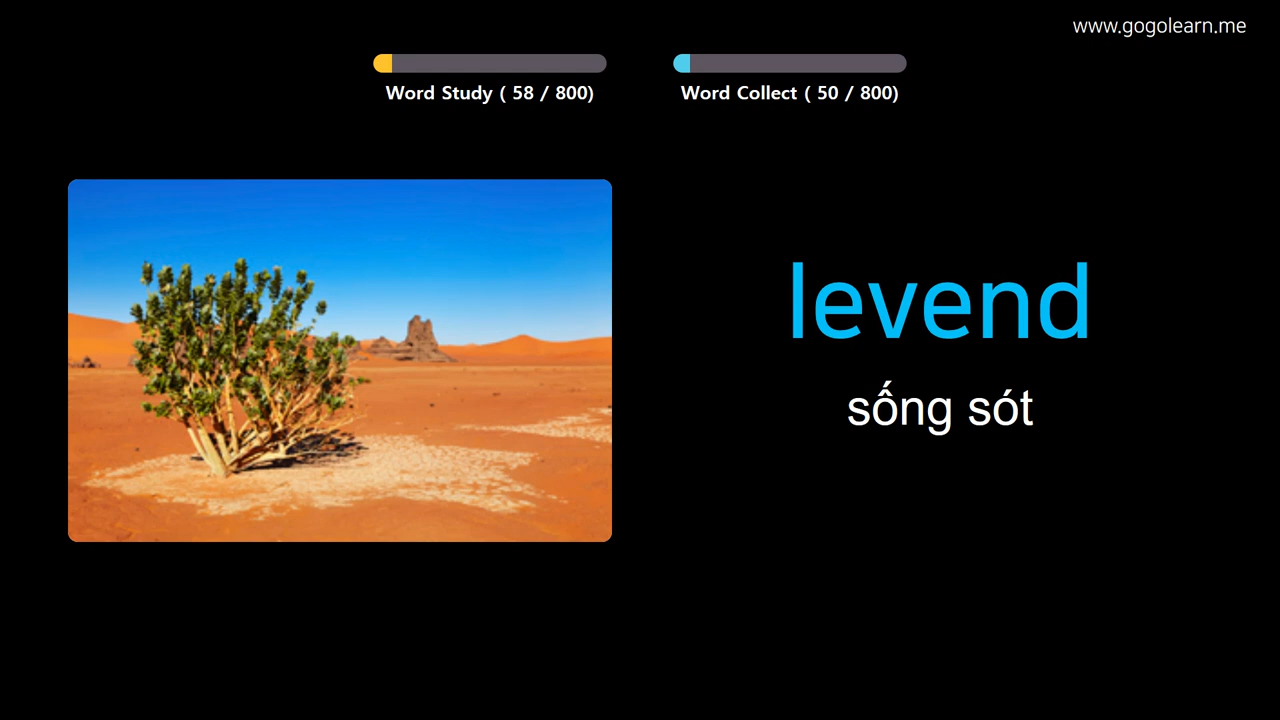 www.gogolearn.me
Word Study ( 58 / 800)
Word Collect ( 50 / 800)
levend
sống sót